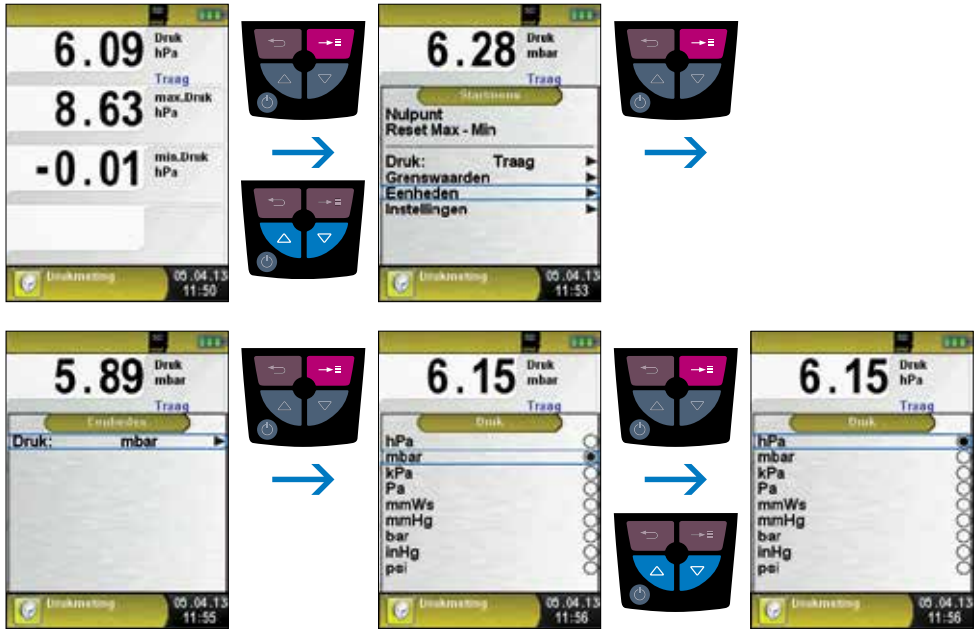 6.09 Druk
hPa
Traag
8.63 max.Druk
hPa
-0.01 min.Druk
hPa
Drukmeting 05.04.13
11:50
6.28 Druk
mbar
Traag
Startmenu
Nulpunt
Reset Max - Min
Druk: Traag
Grenswaarden
Eenheden
Instellingen
Drukmeting 05.04.13
11:53
5.89 Druk
mbar
Traag
Eenheden
Druk: mbar
Drukmeting 05.04.13
11:55
6.15 Druk
mbar
Traag
Druk
hPa
mbar
kPa
Pa
mmWs
mmHg
bar
inHg
psi
Drukmeting 05.04.13
11:56
6.15 Druk
hPa
Traag
Druk
hPa
mbar
kPa
Pa
mmWs
mmHg
bar
inHg
psi
Drukmeting 05.04.13
11:56